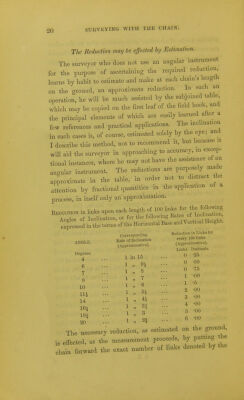 20 SURVEYING WITH THE CHAIN.
The Reduction may be effected by Estimation.
The surveyor who does not use an angular instrument
for the purpose of ascertaining the required reduction,
learns by habit to estimate and make at each chain's length
on the ground, an approximate reduction. In such an
operation, he will be much assisted by the subjoined table,
which may be copied on the first leaf of the field book, and
the principal elements of which are easily learned after a
few references and practical applications. The inclination
in such cases is, of course, estimated solely by the eye; and
I describe this method, not to recommend it, but because it
will aid the surveyor in approaching to accuracy, in excep-
tional instances, where he may not have the assistance of an
angular instrument. The reductions are purposely made
approximate in the table, in order not to distract the
attention by fractional quantities in the application of a
process, in itself only an approximation.
Reduction in links upon each length of 100 links for the following
Angles of Inclination, or for the following Rates of Inclination,
expressed in the terms of the Horizontal Base and Vertical Height.
ANGLE. Corresponding Rate of Inclination (Approximative). Reduction in Links for every 100 links (Approximative).
Degrees Links Decimals
4 ... 1 in 15 ... 0 25
6 ... 1 „ 9½ ... 0 50
7 ... 1 „ 8 ... 0 75
8 ... 1 „ 7 ... 1 00
10 ... 1 „ 6 ... 1 5
11½ ... 1 „ 5 ... 2 00
14 ... 1 „ 4 ... 3 00
16½ ... 1 „ 3½ ... 4 00
18½ ... 1 „ 3 ... 5 00
20 ... 1 „ 2¾ ... 6 00
The necessary reduction, as estimated on the ground,
is effected, as the measurement proceeds, by putting the
chain forward the exact number of links denoted by the